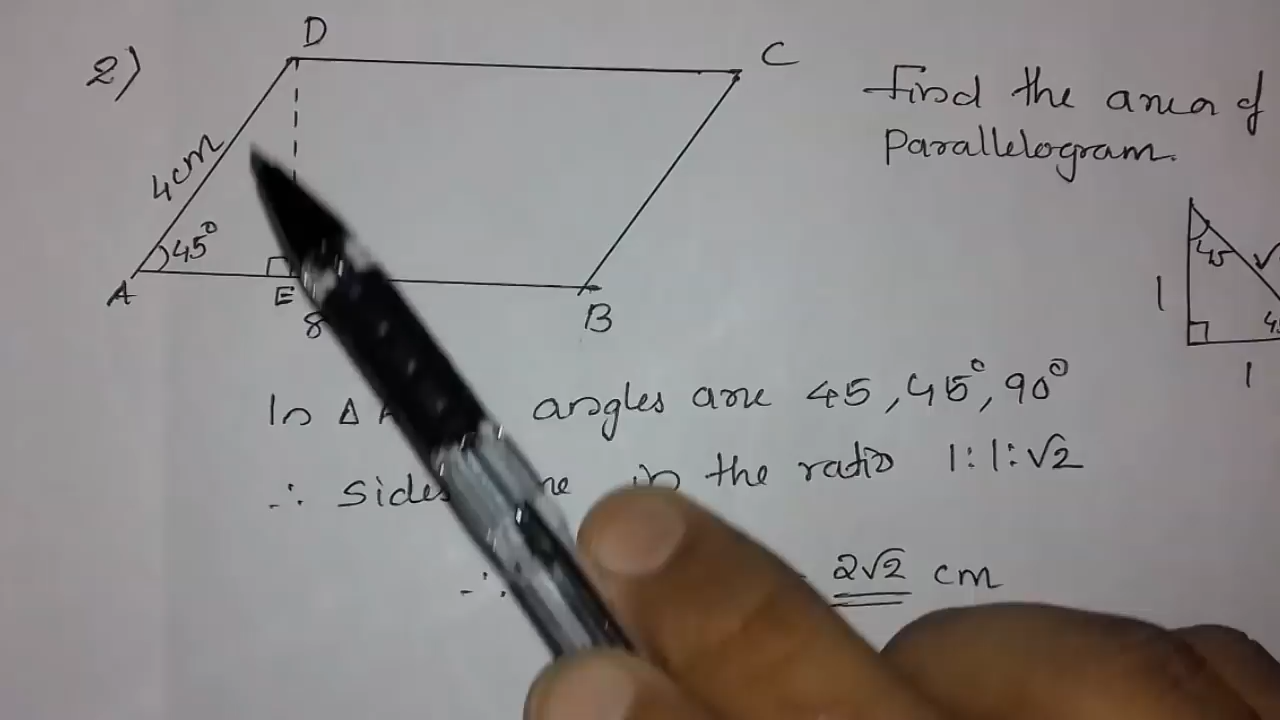 2)
D
C
4cm
45°
A
E
B
8
Find the area of
Parallelogram.
45
√
1
1
In Δ angles are 45, 45°, 90°
∴ sides in the ratio 1:1:√2
∴ 2√2 cm